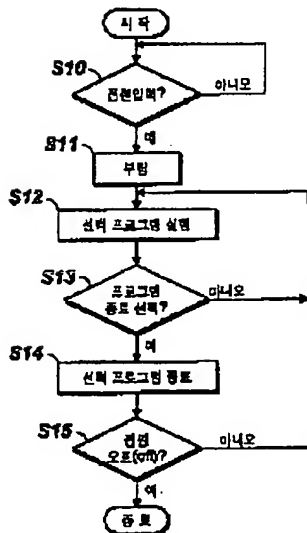 시 작
S10
전원입력?
아니오
예
S11
부팅
S12
선택 프로그램 실행
S13
프로그램
종료 선택?
아니오
예
S14
선택 프로그램 종료
S15
전원
오프(off)?
아니오
예
종 료